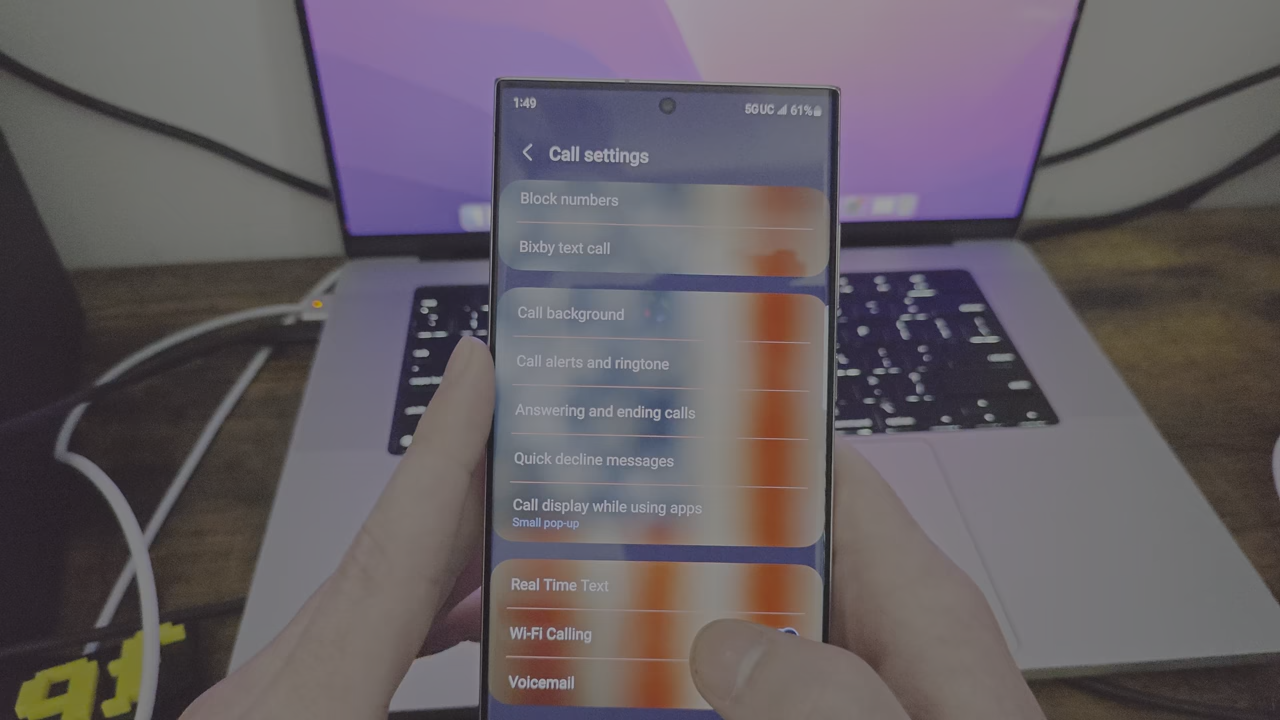 1:49
5G UC 61%
Call settings
Block numbers
Bixby text call
Call background
Call alerts and ringtone
Answering and ending calls
Quick decline messages
Call display while using apps
Small pop-up
Real Time Text
Wi-Fi Calling
Voicemail